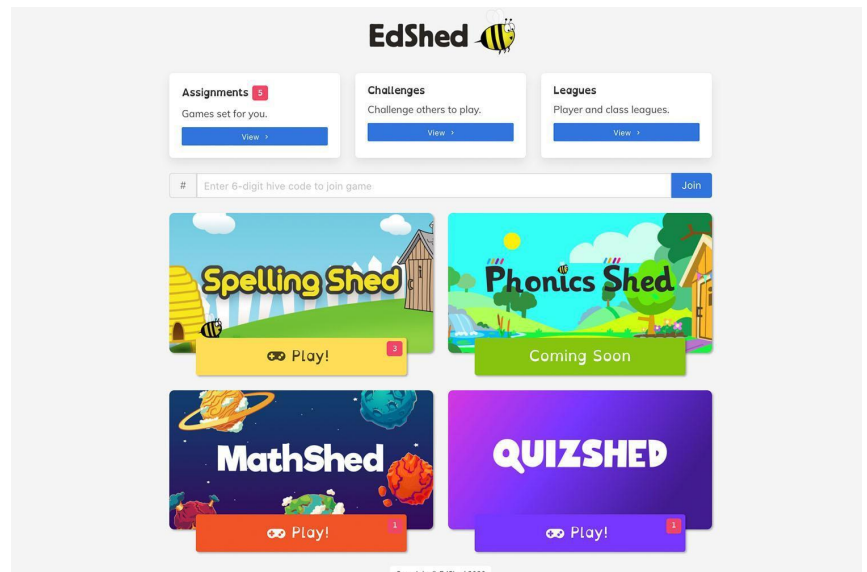 EdShed
Assignments 5
Games set for you.
View >
Challenges
Challenge others to play.
View >
Leagues
Player and class leagues.
View >
# Enter 6-digit hive code to join game Join
Spelling Shed
Play! 3
Phonics Shed
Coming Soon
MathShed
Play! 1
QUIZSHED
Play! 1